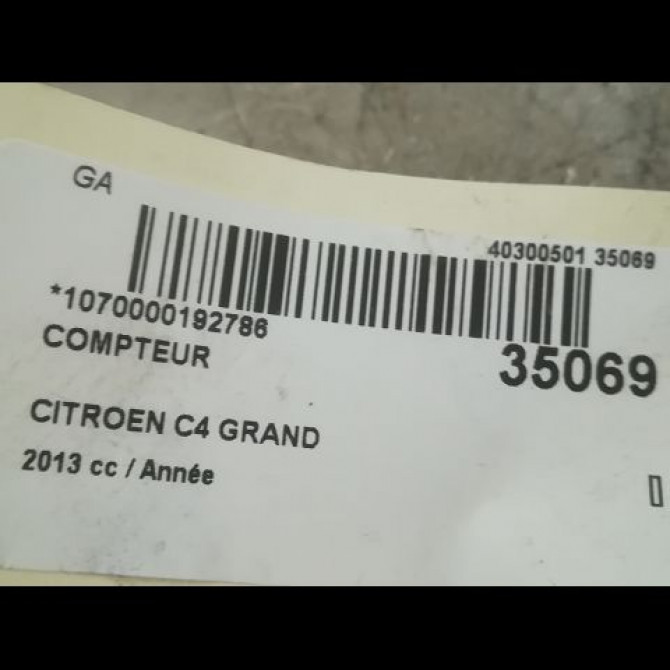 GA
40300501 35069
*1070000192786
35069
COMPTEUR
CITROEN C4 GRAND
2013 cc / Année